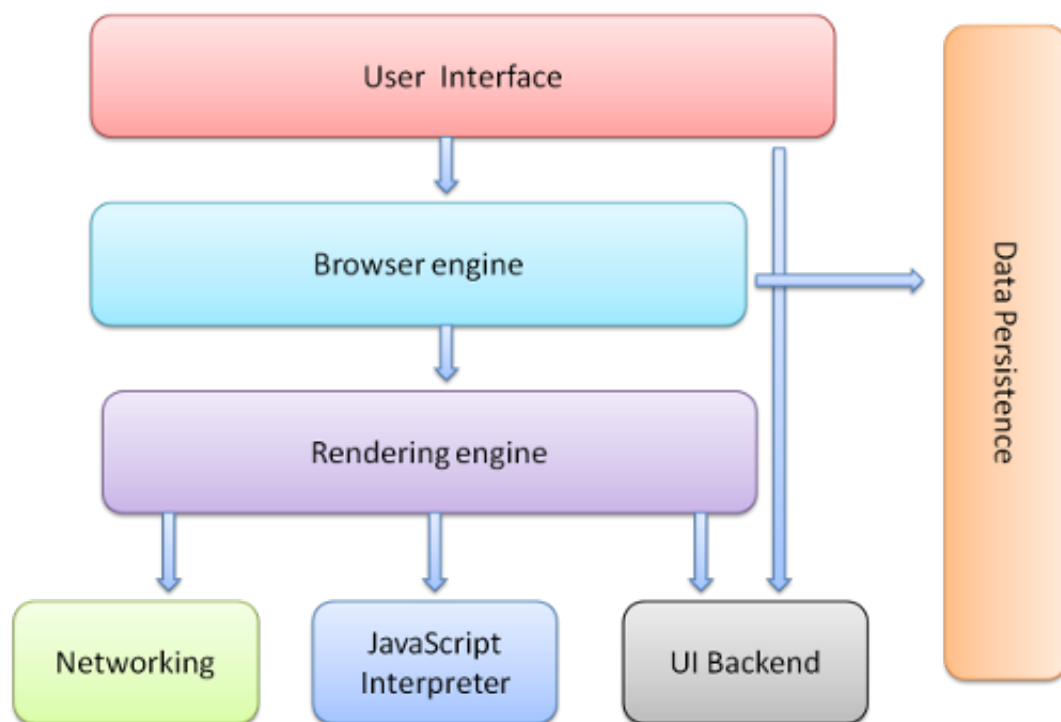 User Interface
Browser engine
Data Persistence
Rendering engine
Networking
JavaScript
Interpreter
UI Backend